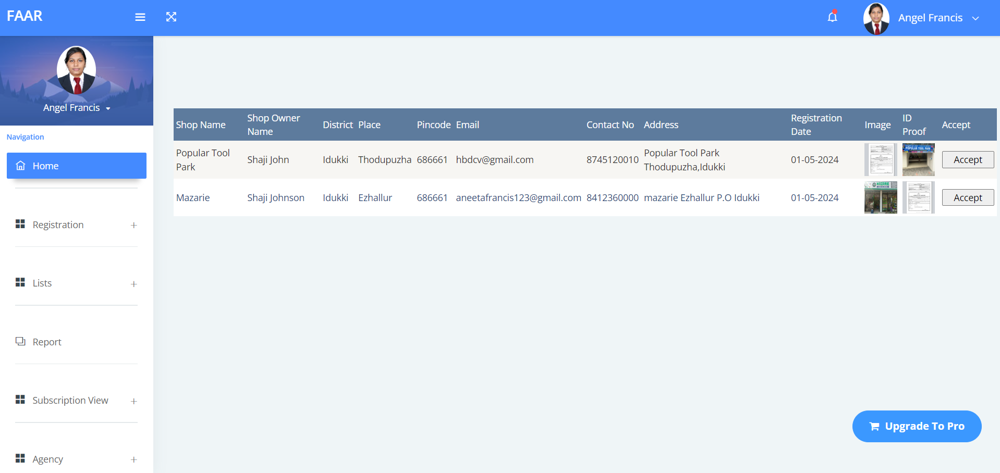 FAAR
Angel Francis
Angel Francis
Navigation
Home
Registration
Lists
Report
Subscription View
Agency
Shop Name
Shop Owner
Name
District
Place
Pincode
Email
Contact No
Address
Registration
Date
Image
ID
Proof
Accept
Popular Tool
Park
Shaji John
Idukki
Thodupuzha
686661
hbdcv@gmail.com
8745120010
Popular Tool Park
Thodupuzha,Idukki
01-05-2024
POPULAR TOOL PARK
Accept
Mazarie
Shaji Johnson
Idukki
Ezhallur
686661
aneetafrancis123@gmail.com
8412360000
mazarie Ezhallur P.O Idukki
01-05-2024
MAZARIE
Accept
Upgrade To Pro